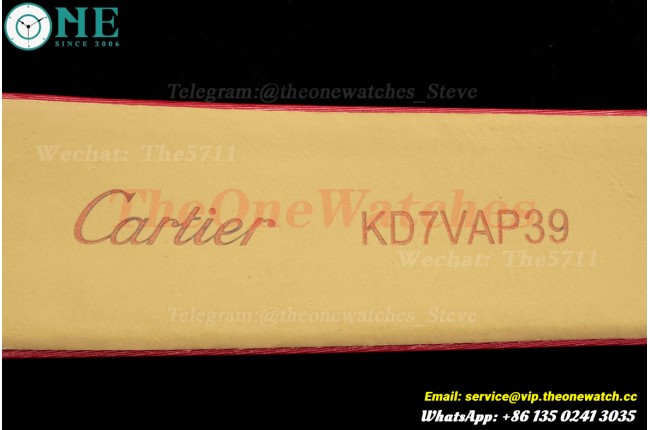 ONE
SINCE 2006
Telegram:@theonewatches_Steve
Wechat: The5711
TheOneWatches
Cartier KD7VAP39
Wechat: The5711
Telegram:@theonewatches_Steve
Email: service@vip.theonewatch.cc
WhatsApp: +86 135 0241 3035